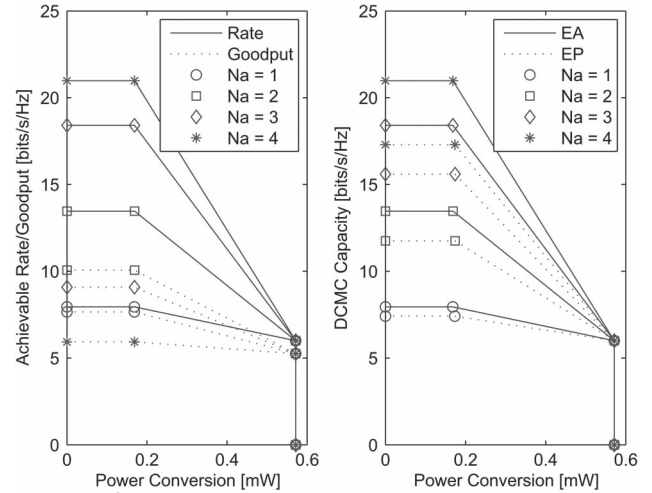 Achievable Rate/Goodput [bits/s/Hz]
25
20
15
10
5
0
0 0.2 0.4 0.6
Power Conversion [mW]
Rate
Goodput
Na = 1
Na = 2
Na = 3
Na = 4
DCMC Capacity [bits/s/Hz]
25
20
15
10
5
0
0 0.2 0.4 0.6
Power Conversion [mW]
EA
EP
Na = 1
Na = 2
Na = 3
Na = 4